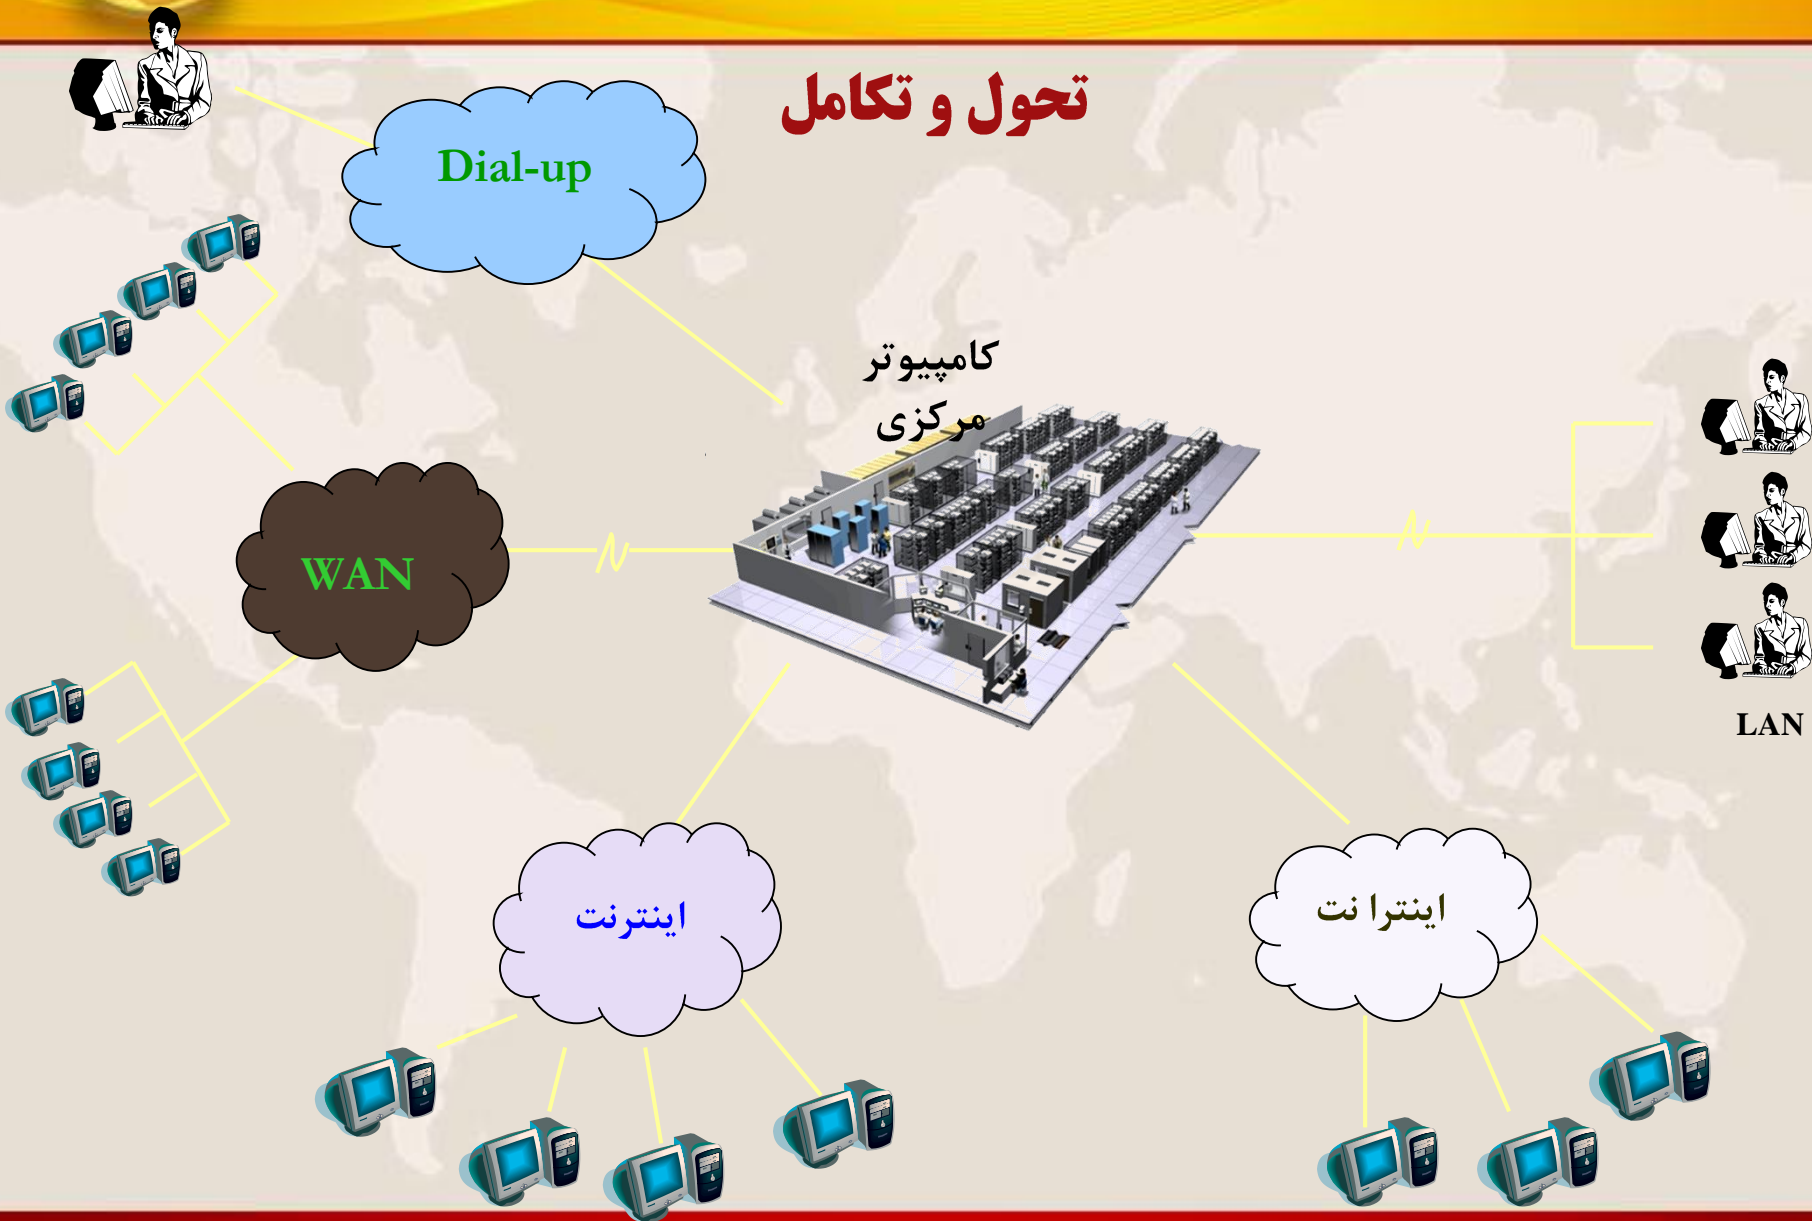 تحول و تکامل
Dial-up
کامپیوتر
مرکزی
WAN
LAN
اینترنت
اینترا نت